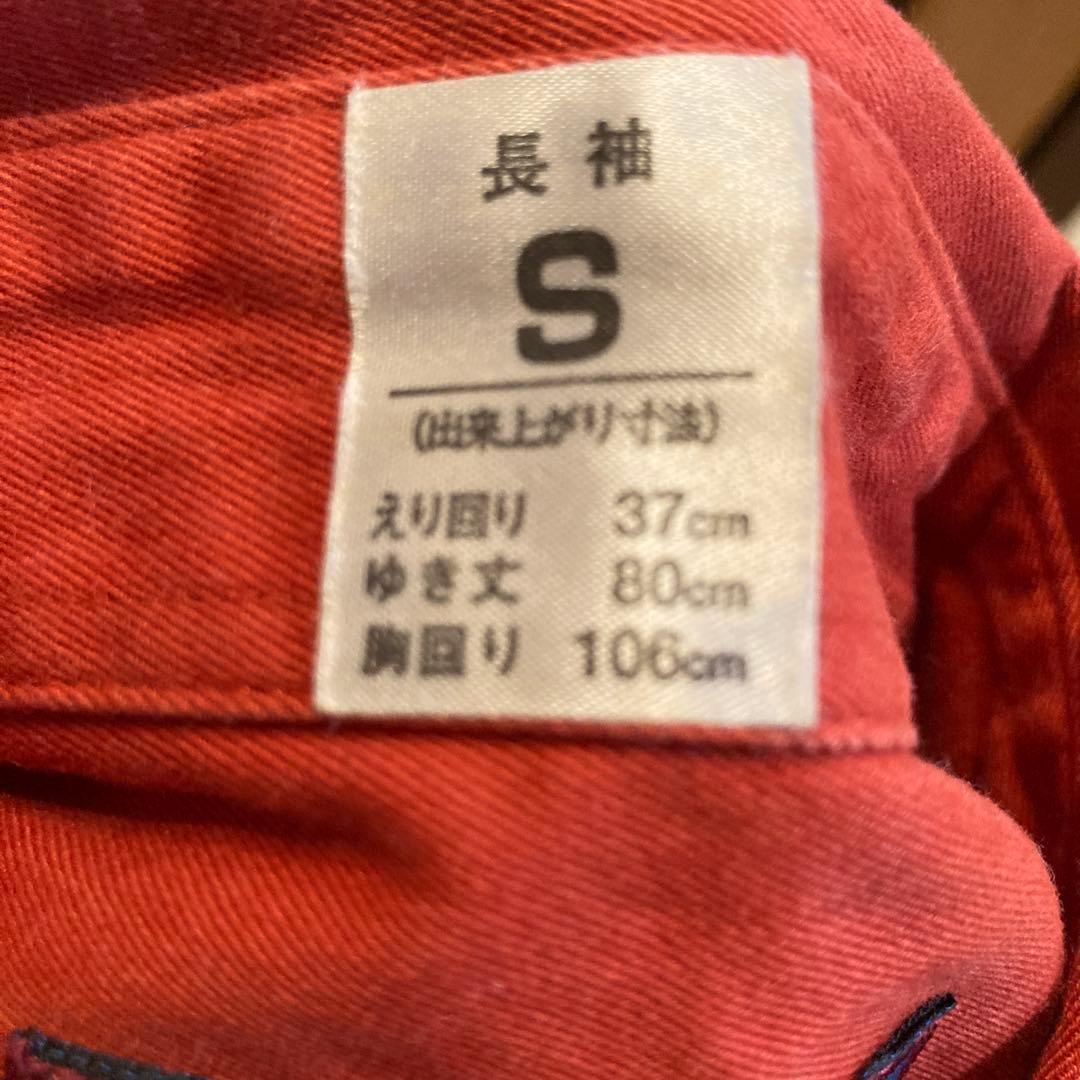 長袖
S
(出来上がり寸法)
えり回り 37cm
ゆき丈 80cm
胸回り 106cm